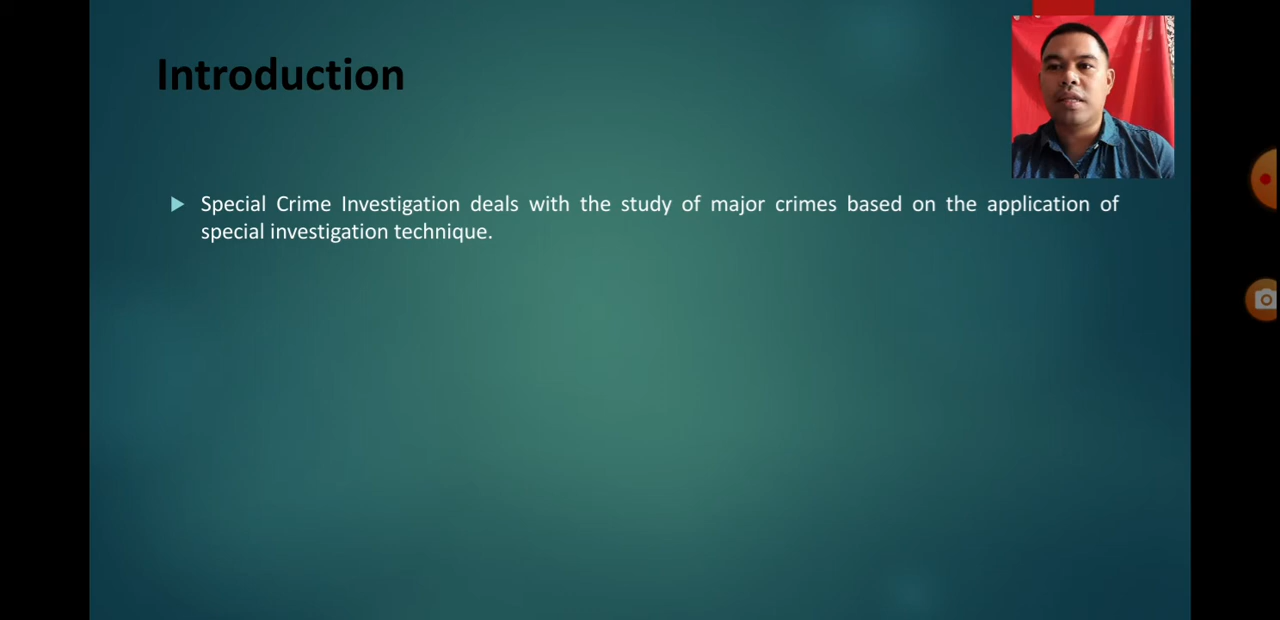 Introduction
Special Crime Investigation deals with the study of major crimes based on the application of
special investigation technique.